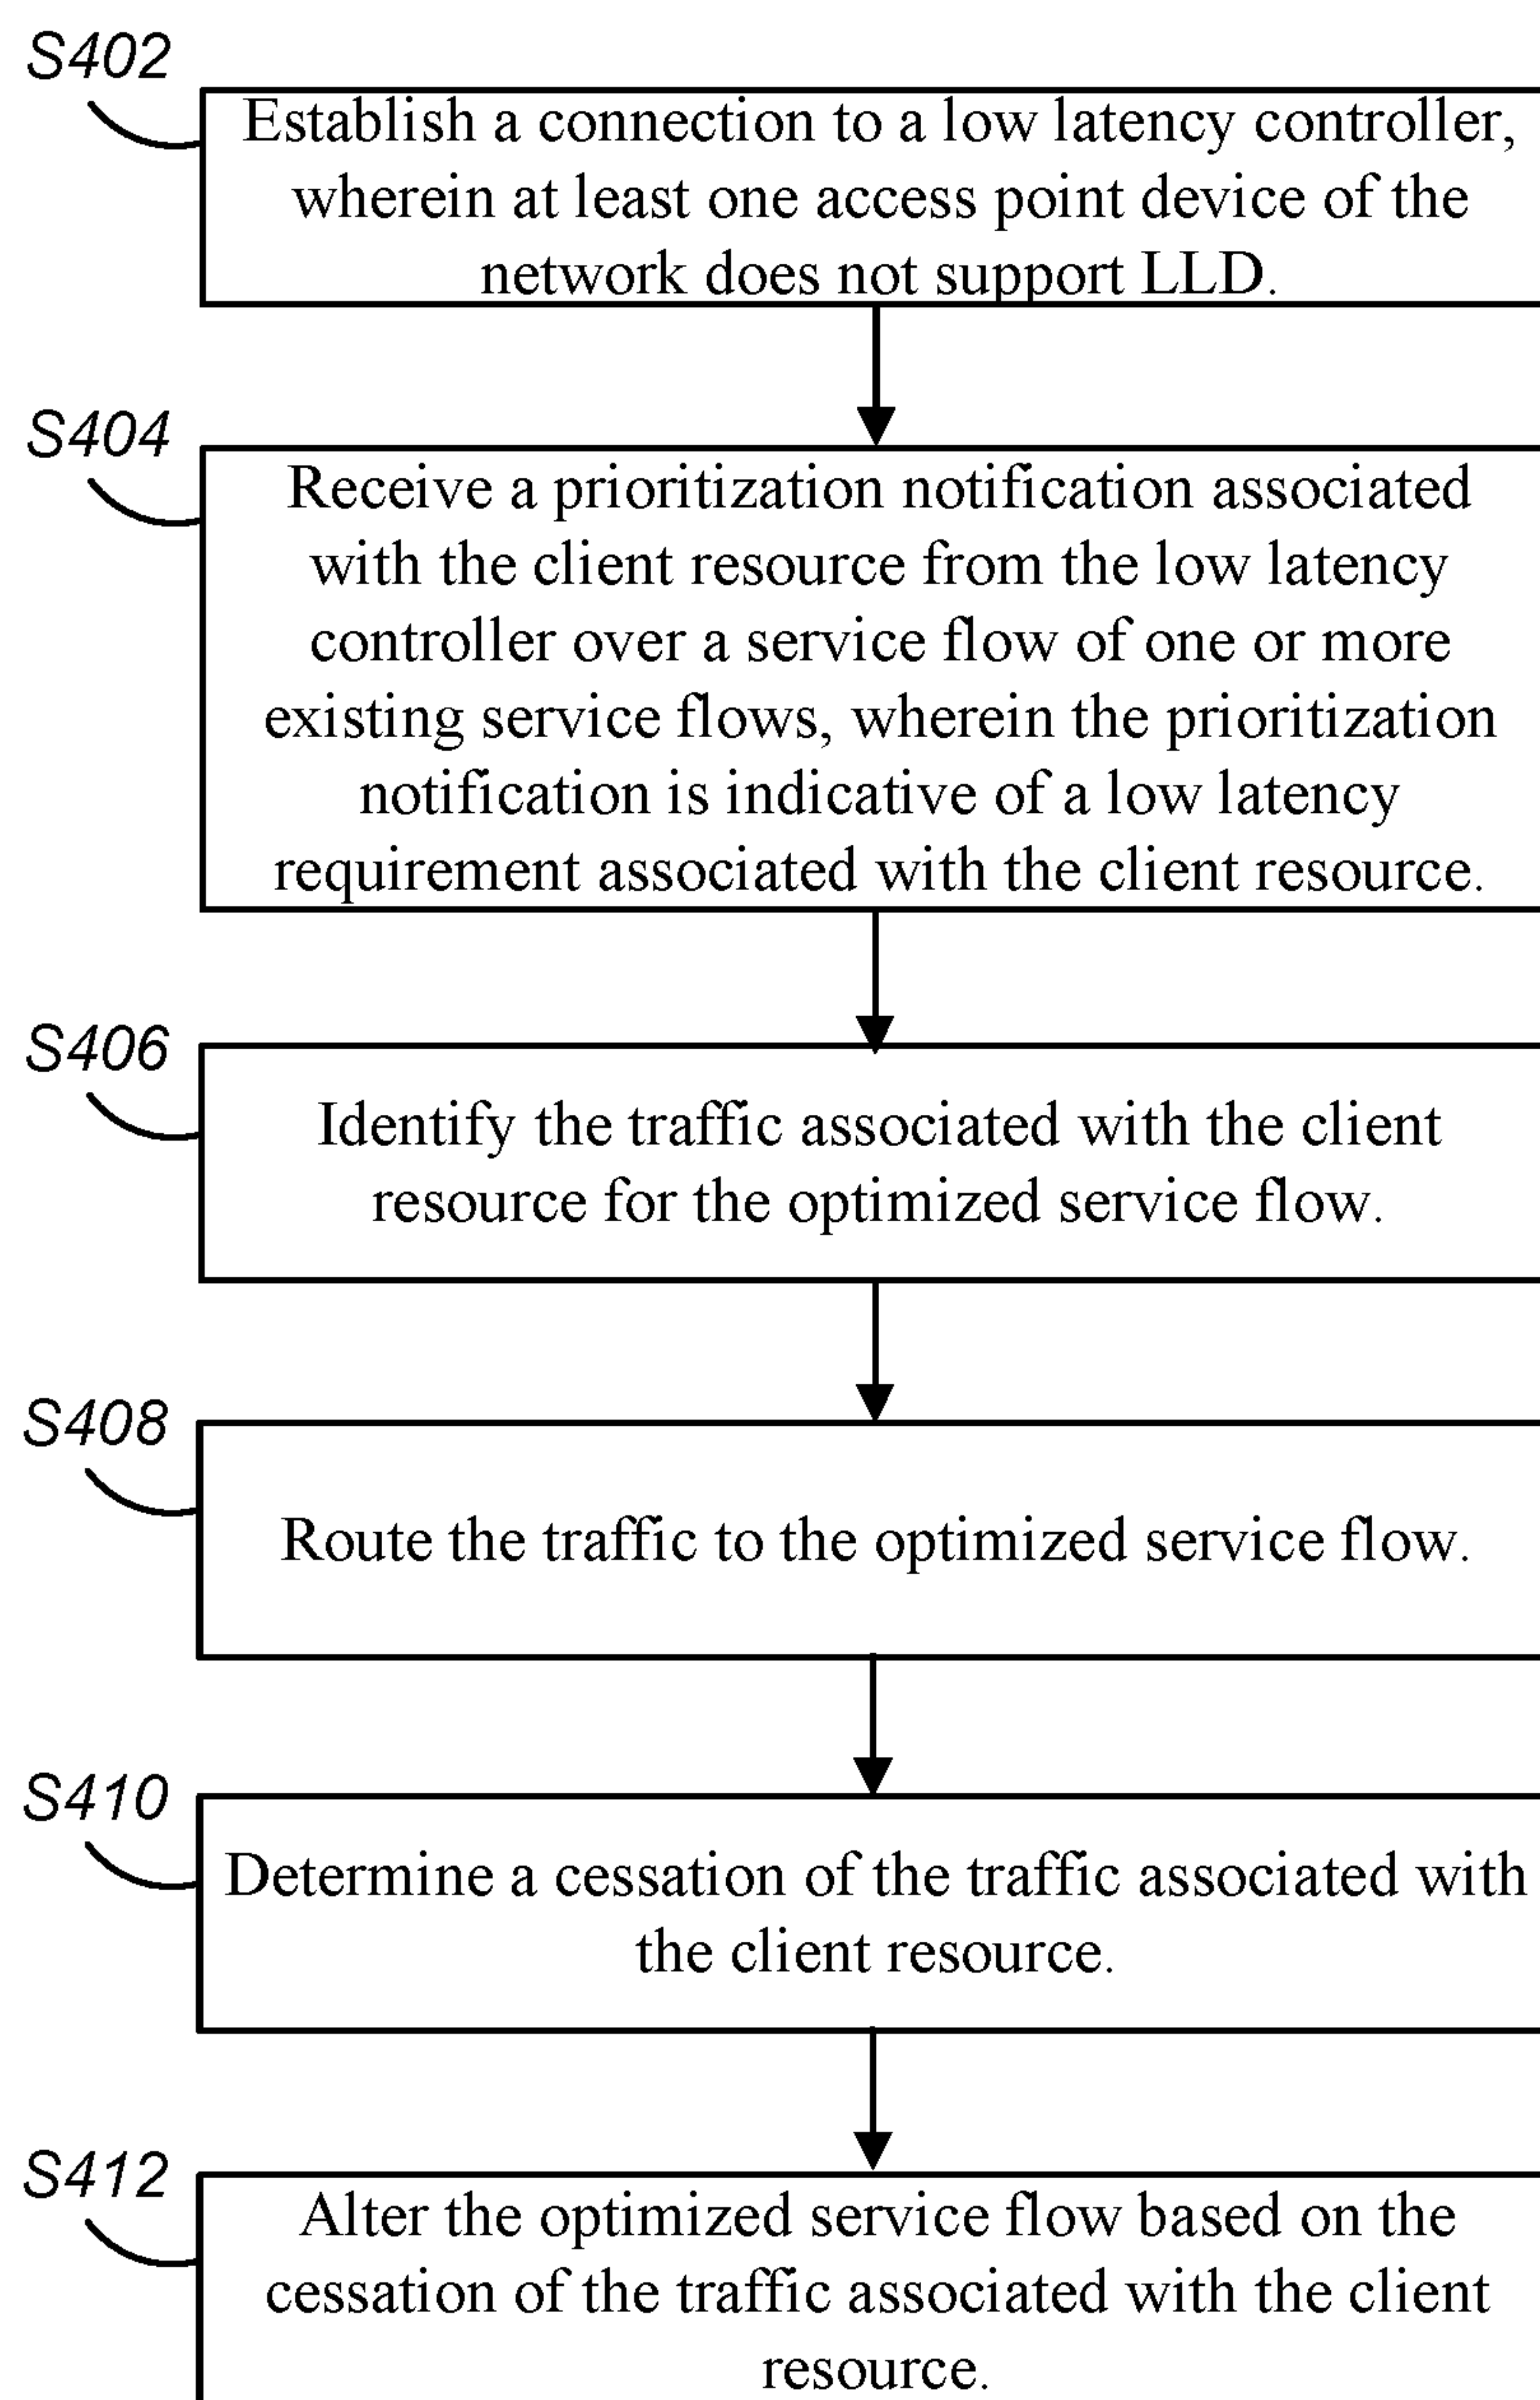 S402
Establish a connection to a low latency controller,
wherein at least one access point device of the
network does not support LLD.
S404
Receive a prioritization notification associated
with the client resource from the low latency
controller over a service flow of one or more
existing service flows, wherein the prioritization
notification is indicative of a low latency
requirement associated with the client resource.
S406
Identify the traffic associated with the client
resource for the optimized service flow.
S408
Route the traffic to the optimized service flow.
S410
Determine a cessation of the traffic associated with
the client resource.
S412
Alter the optimized service flow based on the
cessation of the traffic associated with the client
resource.